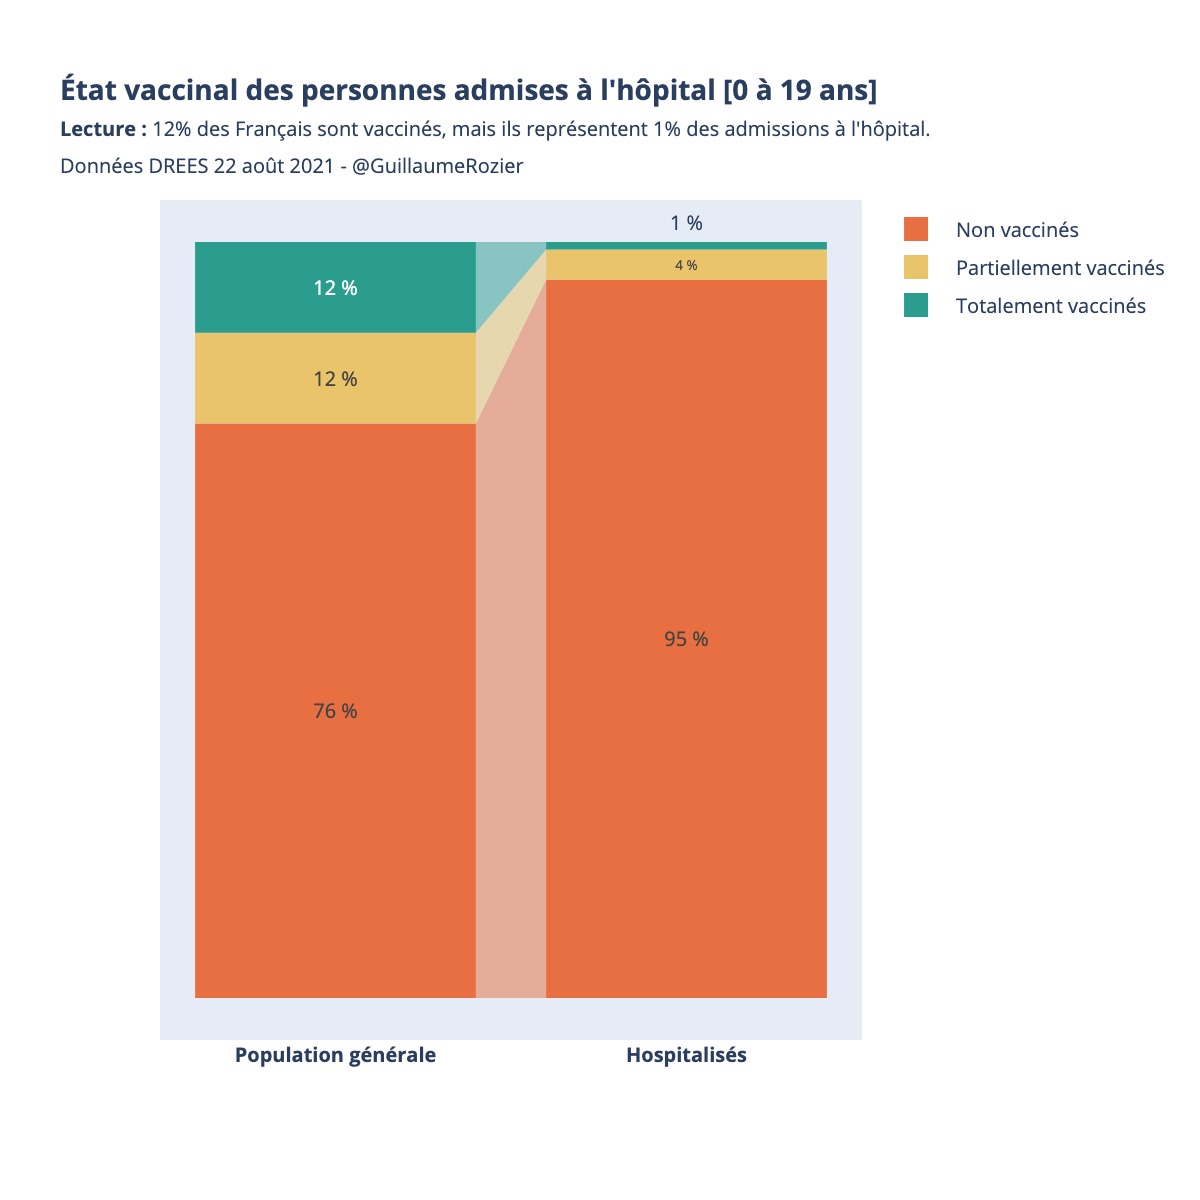 État vaccinal des personnes admises à l'hôpital [0 à 19 ans]
Lecture : 12% des Français sont vaccinés, mais ils représentent 1% des admissions à l'hôpital.
Données DREES 22 août 2021 - @GuillaumeRozier
1 %
12 %
4 %
12 %
95 %
76 %
Population générale
Hospitalisés
Non vaccinés
Partiellement vaccinés
Totalement vaccinés